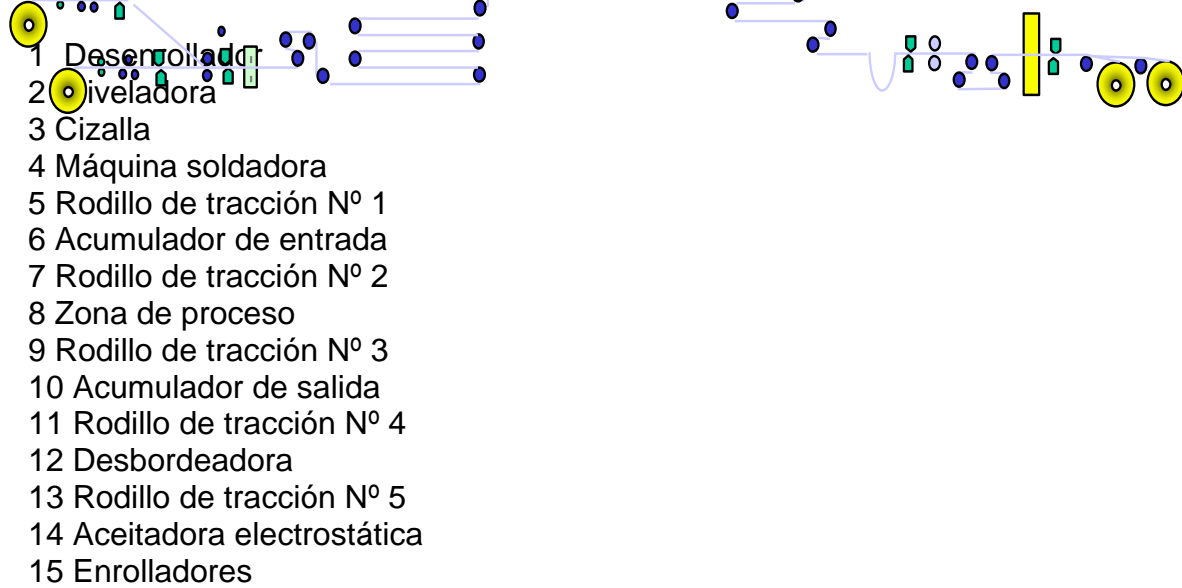 1 Desenrollador
2 Niveladora
3 Cizalla
4 Máquina soldadora
5 Rodillo de tracción Nº 1
6 Acumulador de entrada
7 Rodillo de tracción Nº 2
8 Zona de proceso
9 Rodillo de tracción Nº 3
10 Acumulador de salida
11 Rodillo de tracción Nº 4
12 Desbordeadora
13 Rodillo de tracción Nº 5
14 Aceitadora electrostática
15 Enrolladores